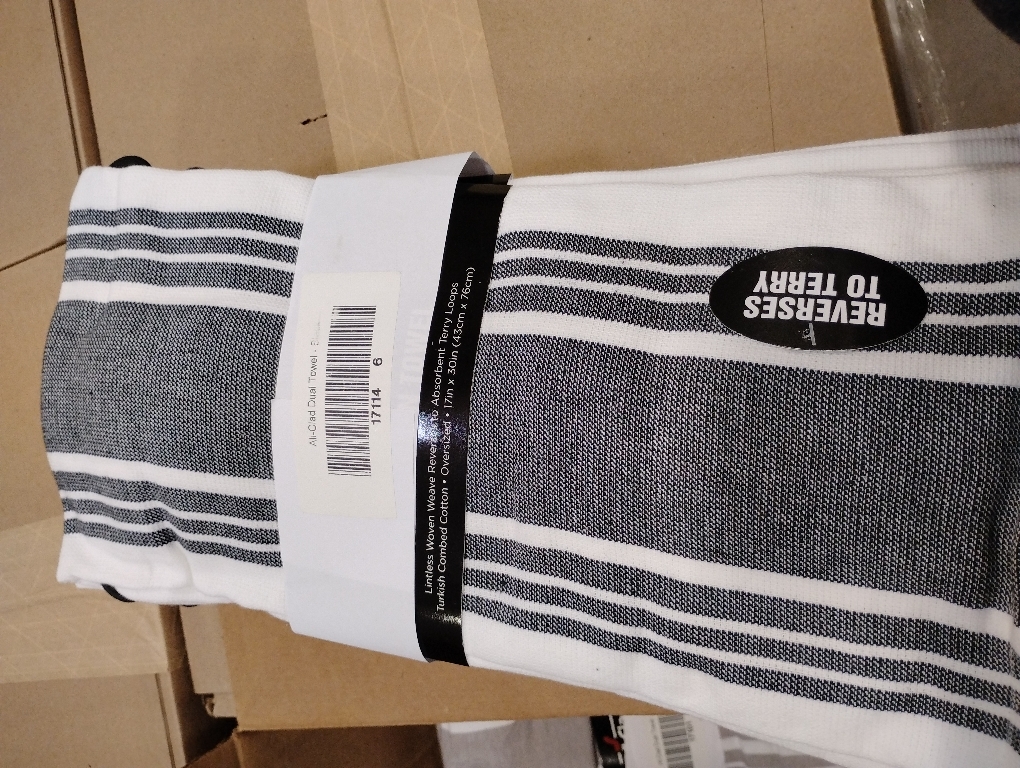 REVERSES
TO TERRY
All-Clad Dual Towel -
17114 6
Lintless Woven Weave Reverses to Absorbent Terry Loops
Turkish Combed Cotton • Oversized • 17in x 30in (43cm x 76cm)